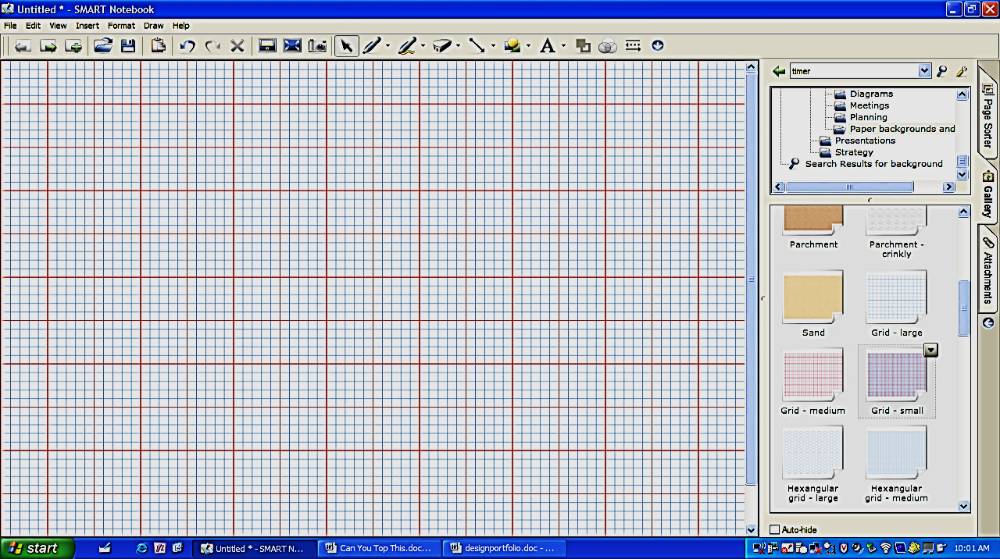 Untitled * - SMART Notebook
File Edit View Insert Format Draw Help
timer
Diagrams
Meetings
Planning
Paper backgrounds and
Presentations
Strategy
Search Results for background
Page Sorter
Gallery
Attachments
Parchment
Parchment -
crinkly
Sand
Grid - large
Grid - medium
Grid - small
Hexangular
grid - large
Hexangular
grid - medium
Auto-hide
start
Untitled * - SMART N...
Can You Top This.doc...
designportfolio.doc - ...
10:01 AM